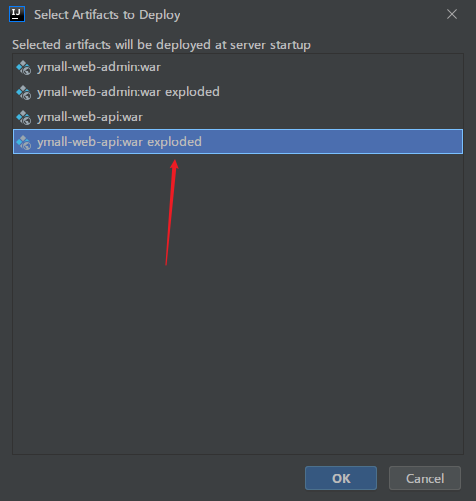 IJ Select Artifacts to Deploy
Selected artifacts will be deployed at server startup
ymall-web-admin:war
ymall-web-admin:war exploded
ymall-web-api:war
ymall-web-api:war exploded
OK Cancel